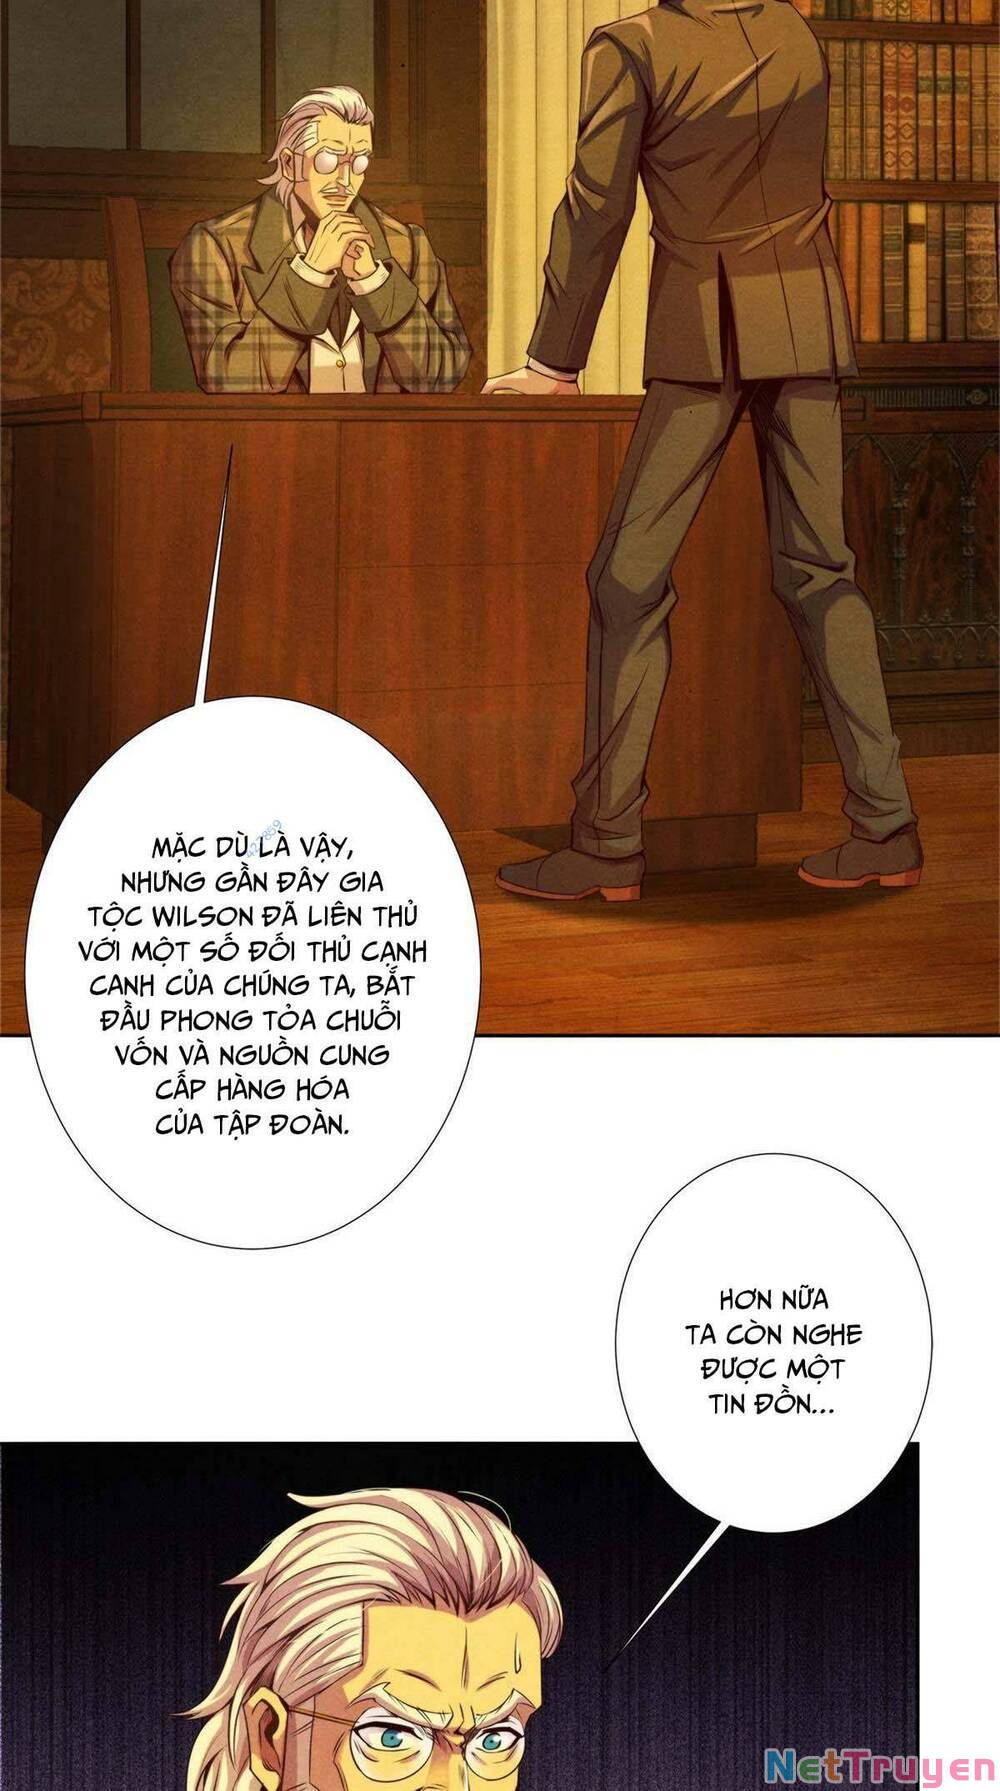 MẶC DÙ LÀ VẬY,
NHƯNG GẦN ĐÂY GIA
TỘC WILSON ĐÃ LIÊN THỦ
VỚI MỘT SỐ ĐỐI THỦ CẠNH
CANH CỦA CHÚNG TA, BẮT
ĐẦU PHONG TỎA CHUỖI
VỐN VÀ NGUỒN CUNG
CẤP HÀNG HÓA
CỦA TẬP ĐOÀN.
427859
HƠN NỮA
TA CÒN NGHE
ĐƯỢC MỘT
TIN ĐỒN...
NETTRUYEN